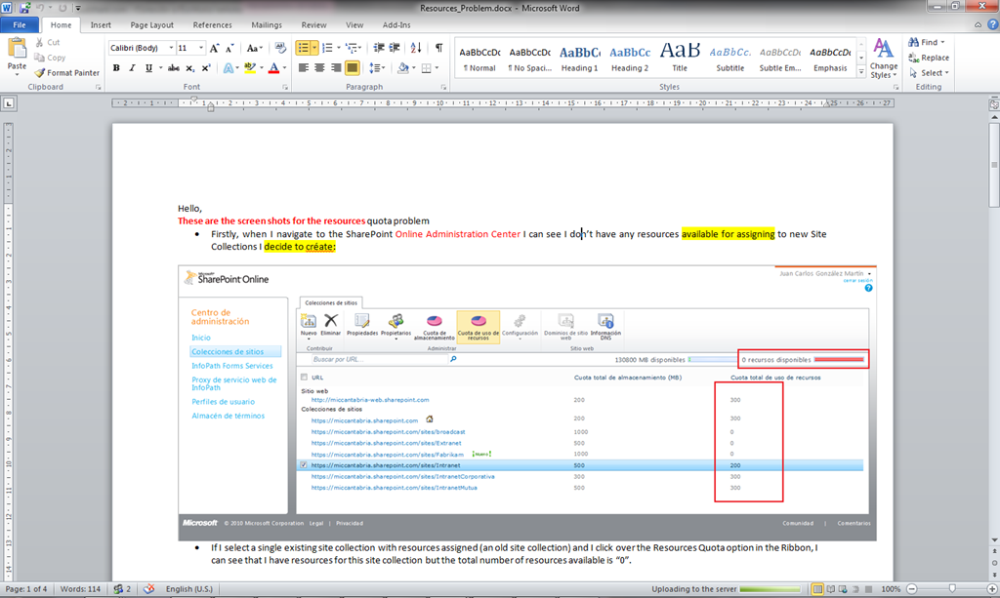 Resources_Problem.docx - Microsoft Word
File Home Insert Page Layout References Mailings Review View Add-Ins
Paste
Cut
Copy
Format Painter
Clipboard
Calibri (Body) 11
Font
Paragraph
AaBbCcDc AaBbCcDc AaBbC AaBbCc AaB AaBbCc. AaBbCcDc AaBbCcDc
¶ Normal ¶ No Spaci... Heading 1 Heading 2 Title Subtitle Subtle Em... Emphasis
Styles
Change Styles
Find
Replace
Select
Editing
Hello,
These are the screen shots for the resources quota problem
• Firstly, when I navigate to the SharePoint Online Administration Center I can see I don't have any resources available for assigning to new Site
Collections I decide to créate:
Microsoft
SharePoint Online
Juan Carlos González Martín
cerrar sesión
Centro de
administración
Inicio
Colecciones de sitios
InfoPath Forms Services
Proxy de servicio web de
InfoPath
Perfiles de usuario
Almacén de términos
Colecciones de sitios
Nuevo Eliminar Propiedades Propietarios Cuota de almacenamiento Cuota de uso de recursos Configuración Dominios de sitio web Información DNS
Contribuir Administrar Sitio web
Buscar por URL...
130800 MB disponibles
0 recursos disponibles
URL Cuota total de almacenamiento (MB) Cuota total de uso de recursos
Sitio web
http://miccantabria-web.sharepoint.com 200 300
Colecciones de sitios
https://miccantabria.sharepoint.com 200 300
https://miccantabria.sharepoint.com/sites/broadcast 1000 0
https://miccantabria.sharepoint.com/sites/Extranet 500 0
https://miccantabria.sharepoint.com/sites/Fabrikam 1000 0
https://miccantabria.sharepoint.com/sites/Intranet 500 200
https://miccantabria.sharepoint.com/sites/IntranetCorporativa 300 300
https://miccantabria.sharepoint.com/sites/IntranetMutua 500 300
Microsoft © 2010 Microsoft Corporation Legal | Privacidad Comunidad | Comentarios
• If I select a single existing site collection with resources assigned (an old site collection) and I click over the Resources Quota option in the Ribbon, I
can see that I have resources for this site collection but the total number of resources available is "0".
Page: 1 of 4 Words: 114 2 English (U.S.) Uploading to the server 100%